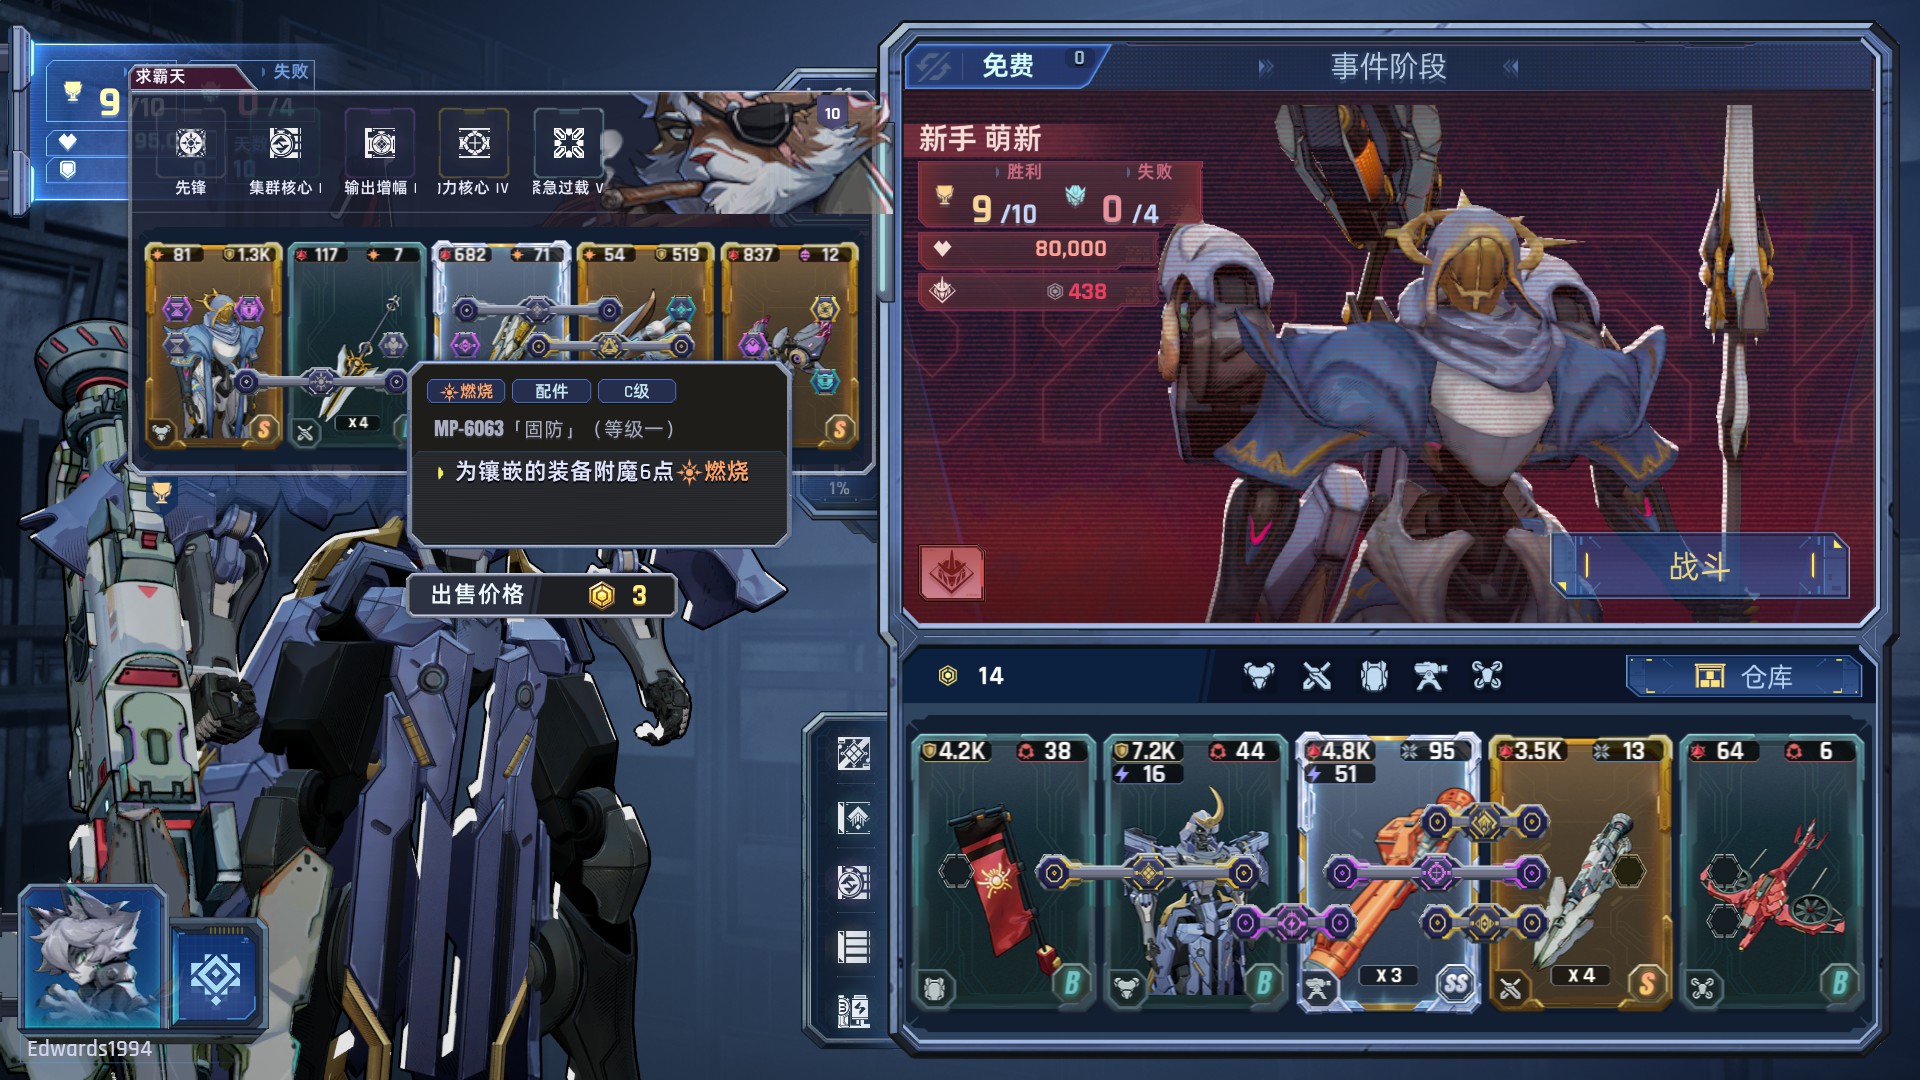 求霸天
失败
9 /10
0 /4
10
先锋
集群核心 I
输出增幅 I
力核心 IV
紧急过载 V
81 1.3K
117 7
682 71
54 519
837 12
S
X4
S
燃烧 配件 C级
MP-6063「固防」（等级一）
为镶嵌的装备附魔6点燃烧
1%
出售价格 3
免费 0
事件阶段
新手 萌新
胜利 失败
9 /10 0 /4
80,000
438
战斗
14
仓库
4.2K 38
7.2K 44
16
4.8K 95
51
3.5K 13
64 6
B
B
X3 SS
X4 S
B
Edwards1994